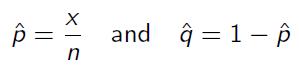 p̂ = x/n and q̂ = 1 − p̂